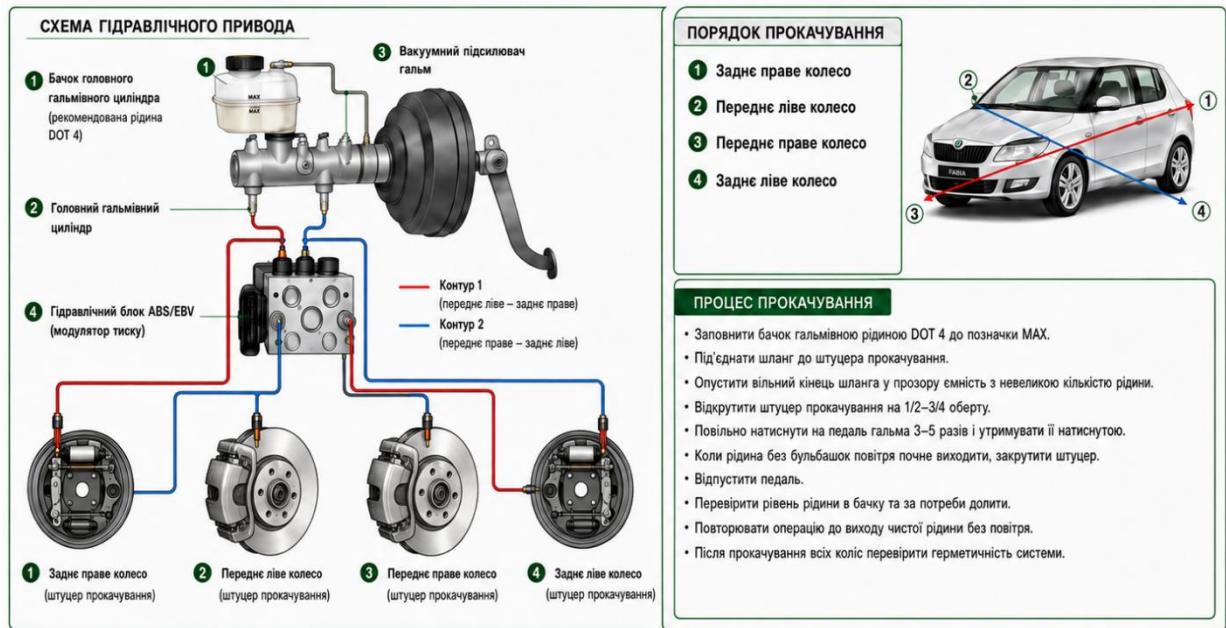 СХЕМА ГІДРАВЛІЧНОГО ПРИВОДА
1 Бачок головного
гальмівного циліндра
(рекомендована рідина
DOT 4)
1
MAX
MAX
3 Вакуумний підсилювач
гальм
2 Головний гальмівний
циліндр
4 Гідравлічний блок ABS/EBV
(модулятор тиску)
Контур 1
(переднє ліве – заднє праве)
Контур 2
(переднє праве – заднє ліве)
1 Заднє праве колесо
(штуцер прокачування)
2 Переднє ліве колесо
(штуцер прокачування)
3 Переднє праве колесо
(штуцер прокачування)
4 Заднє ліве колесо
(штуцер прокачування)
ПОРЯДОК ПРОКАЧУВАННЯ
1 Заднє праве колесо
2 Переднє ліве колесо
3 Переднє праве колесо
4 Заднє ліве колесо
2
1
FABIA
3
4
ПРОЦЕС ПРОКАЧУВАННЯ
• Заповнити бачок гальмівною рідиною DOT 4 до позначки MAX.
• Під'єднати шланг до штуцера прокачування.
• Опустити вільний кінець шланга у прозору ємність з невеликою кількістю рідини.
• Відкрутити штуцер прокачування на 1/2–3/4 оберту.
• Повільно натиснути на педаль гальма 3–5 разів і утримувати її натиснутою.
• Коли рідина без бульбашок повітря почне виходити, закрутити штуцер.
• Відпустити педаль.
• Перевірити рівень рідини в бачку та за потреби долити.
• Повторювати операцію до виходу чистої рідини без повітря.
• Після прокачування всіх коліс перевірити герметичність системи.